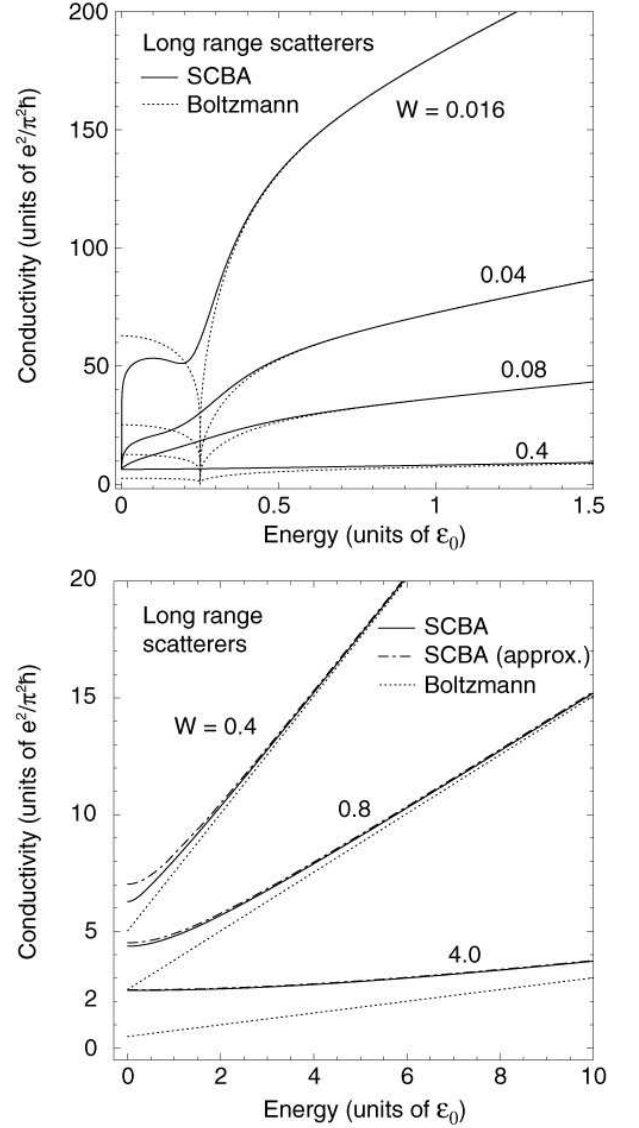 200
Long range scatterers
SCBA
Boltzmann
W = 0.016
150
100
0.04
50
0.08
0.4
0
0 0.5 1 1.5
Conductivity (units of e²/π²ℏ)
Energy (units of ε₀)
20
Long range
scatterers
SCBA
SCBA (approx.)
Boltzmann
15
W = 0.4
10
0.8
5
4.0
2
0
0 2 4 6 8 10
Conductivity (units of e²/π²ℏ)
Energy (units of ε₀)